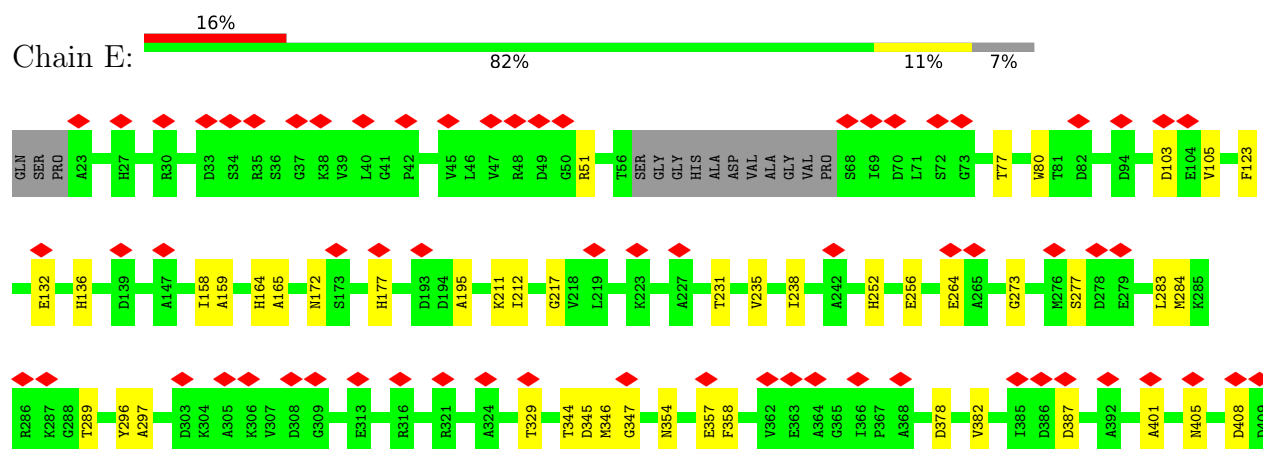 16%
Chain E:
82% 11% 7%
GLN SER PRO A23 H27 R30 D33 S34 R35 S36 G37 K38 V39 L40 G41 P42 V45 L46 V47 R48 D49 G50 R51 T56 SER GLY GLY HIS ALA ASP VAL ALA GLY VAL PRO S68 I69 D70 L71 S72 G73 T77 W80 T81 D82 D94 D103 E104 V105 F123
E132 H136 D139 A147 I158 A159 H164 A165 N172 S173 H177 D193 D194 A195 K211 I212 G217 V218 L219 K223 A227 T231 V235 I238 A242 H252 E256 E264 A265 G273 M276 S277 D278 E279 L283 M284 K285
R286 K287 G288 T289 Y296 A297 D303 K304 A305 K306 V307 D308 G309 E313 R316 R321 A324 T329 T344 D345 M346 G347 N354 E357 F358 V362 E363 A364 G365 I366 P367 A368 D378 V382 I385 D386 D387 A392 A401 N405 D408 D409